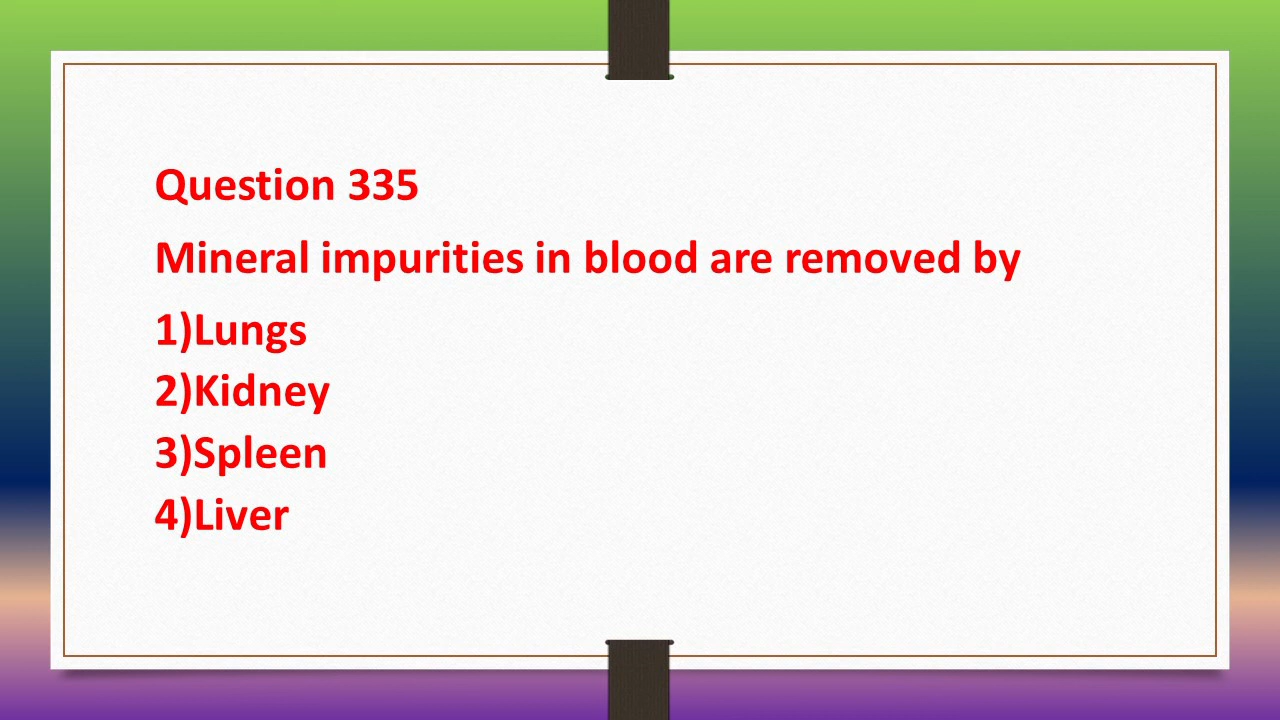 Question 335
Mineral impurities in blood are removed by
1)Lungs
2)Kidney
3)Spleen
4)Liver